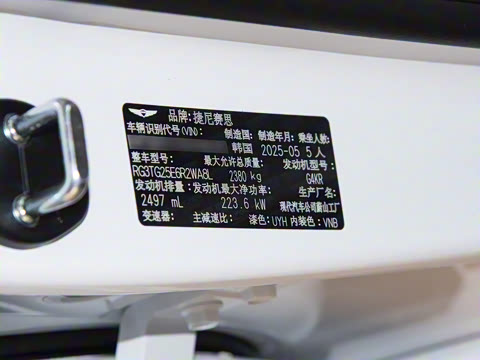 品牌:捷尼赛思
车辆识别代号(VIN): 制造国: 制造年月: 乘坐人数:
韩国 2025-05 5人
整车型号: 最大允许总质量: 发动机型号:
RG3TG25E6R2WA8L 2380 kg G4KR
发动机排量: 发动机最大净功率: 生产厂名:
2497 mL 223.6 kW 现代汽车公司蔚山工厂
变速器: 主减速比: 漆色: UYH 内装色: VNB